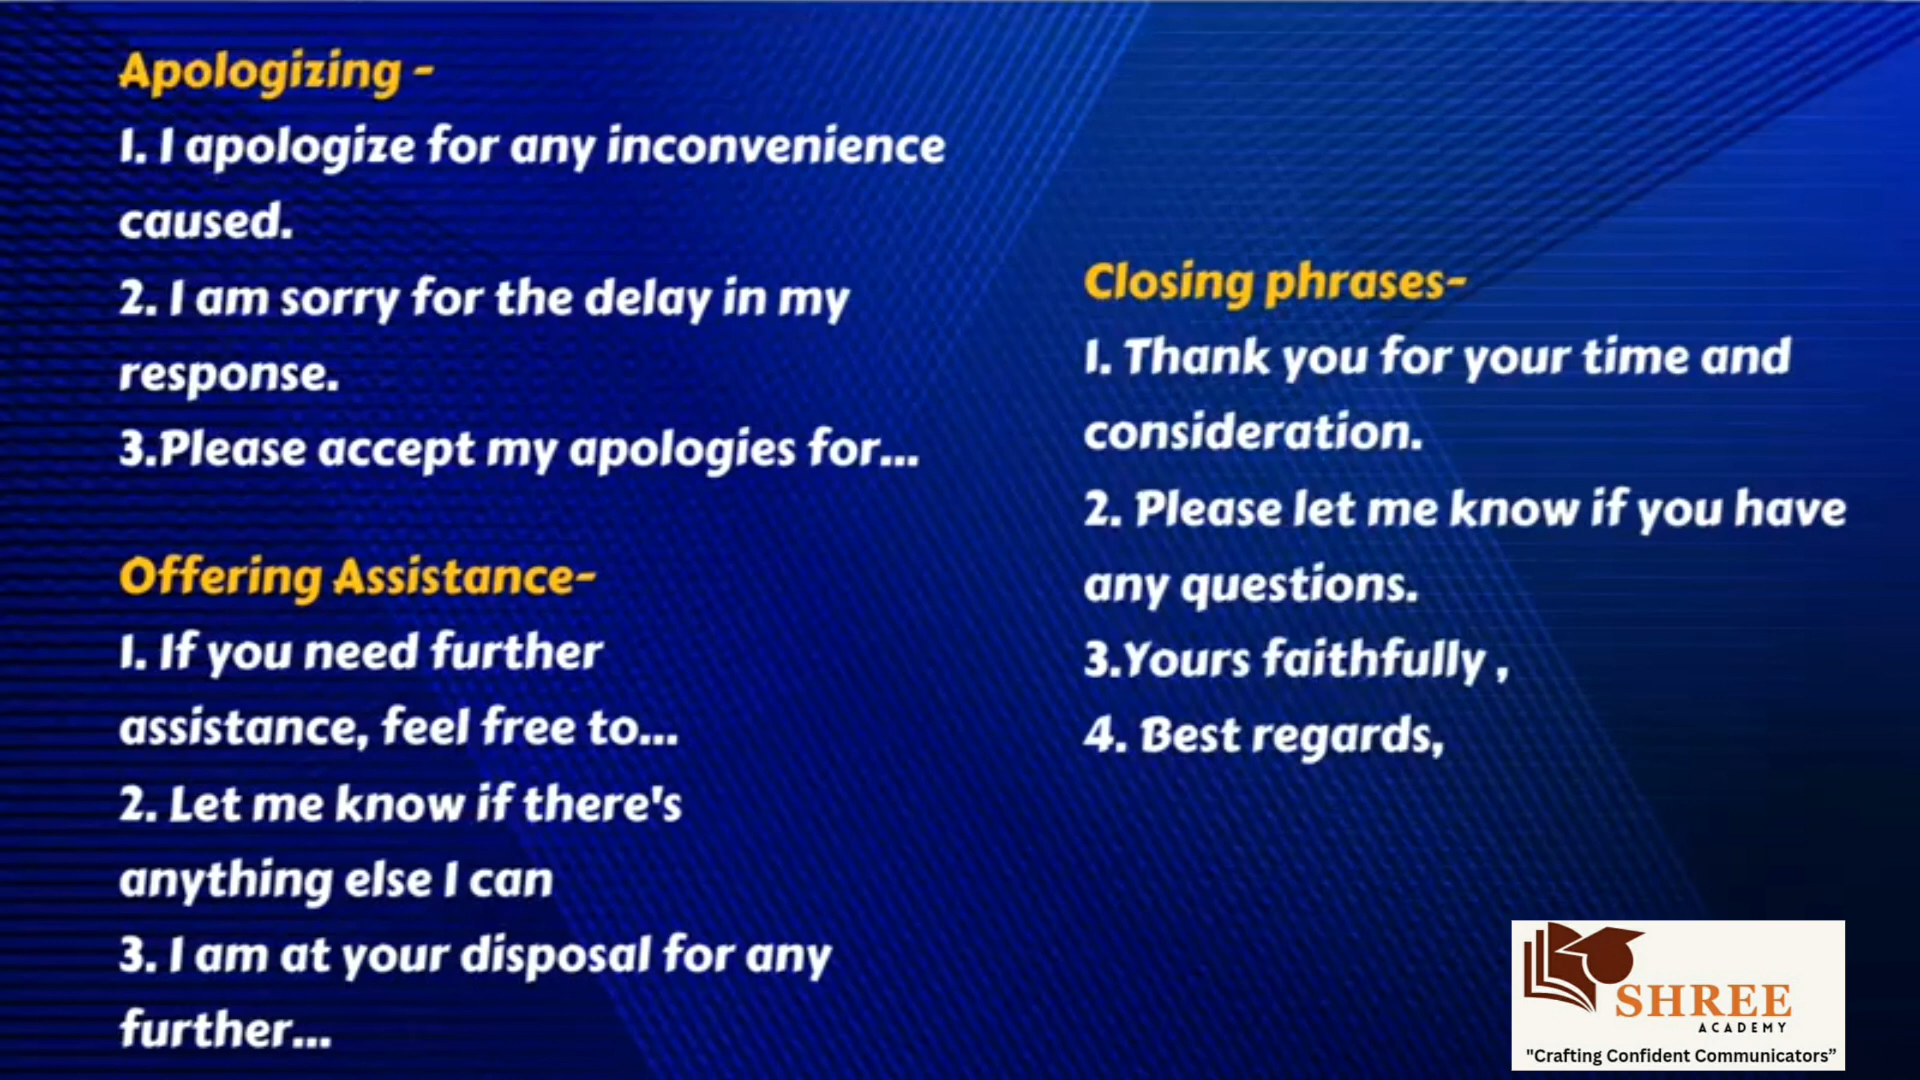 Apologizing -
1. I apologize for any inconvenience
caused.
2. I am sorry for the delay in my
response.
3.Please accept my apologies for...
Offering Assistance-
1. If you need further
assistance, feel free to...
2. Let me know if there's
anything else I can
3. I am at your disposal for any
further...
Closing phrases-
1. Thank you for your time and
consideration.
2. Please let me know if you have
any questions.
3.Yours faithfully ,
4. Best regards,
SHREE
ACADEMY
"Crafting Confident Communicators”